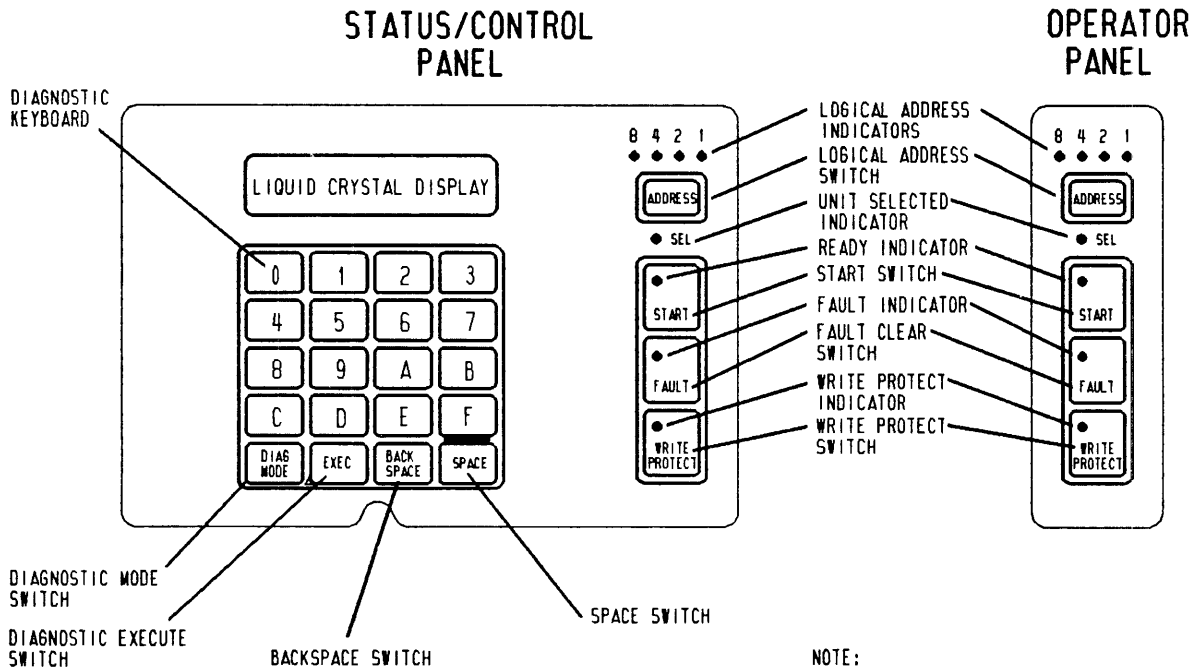 STATUS/CONTROL
PANEL
OPERATOR
PANEL
DIAGNOSTIC
KEYBOARD
LIQUID CRYSTAL DISPLAY
0 1 2 3
4 5 6 7
8 9 A B
C D E F
DIAG
MODE
EXEC
BACK
SPACE
SPACE
8 4 2 1
ADDRESS
SEL
START
FAULT
WRITE
PROTECT
LOGICAL ADDRESS
INDICATORS
LOGICAL ADDRESS
SWITCH
UNIT SELECTED
INDICATOR
READY INDICATOR
START SWITCH
FAULT INDICATOR
FAULT CLEAR
SWITCH
WRITE PROTECT
INDICATOR
WRITE PROTECT
SWITCH
8 4 2 1
ADDRESS
SEL
START
FAULT
WRITE
PROTECT
DIAGNOSTIC MODE
SWITCH
DIAGNOSTIC EXECUTE
SWITCH
BACKSPACE SWITCH
SPACE SWITCH
NOTE: